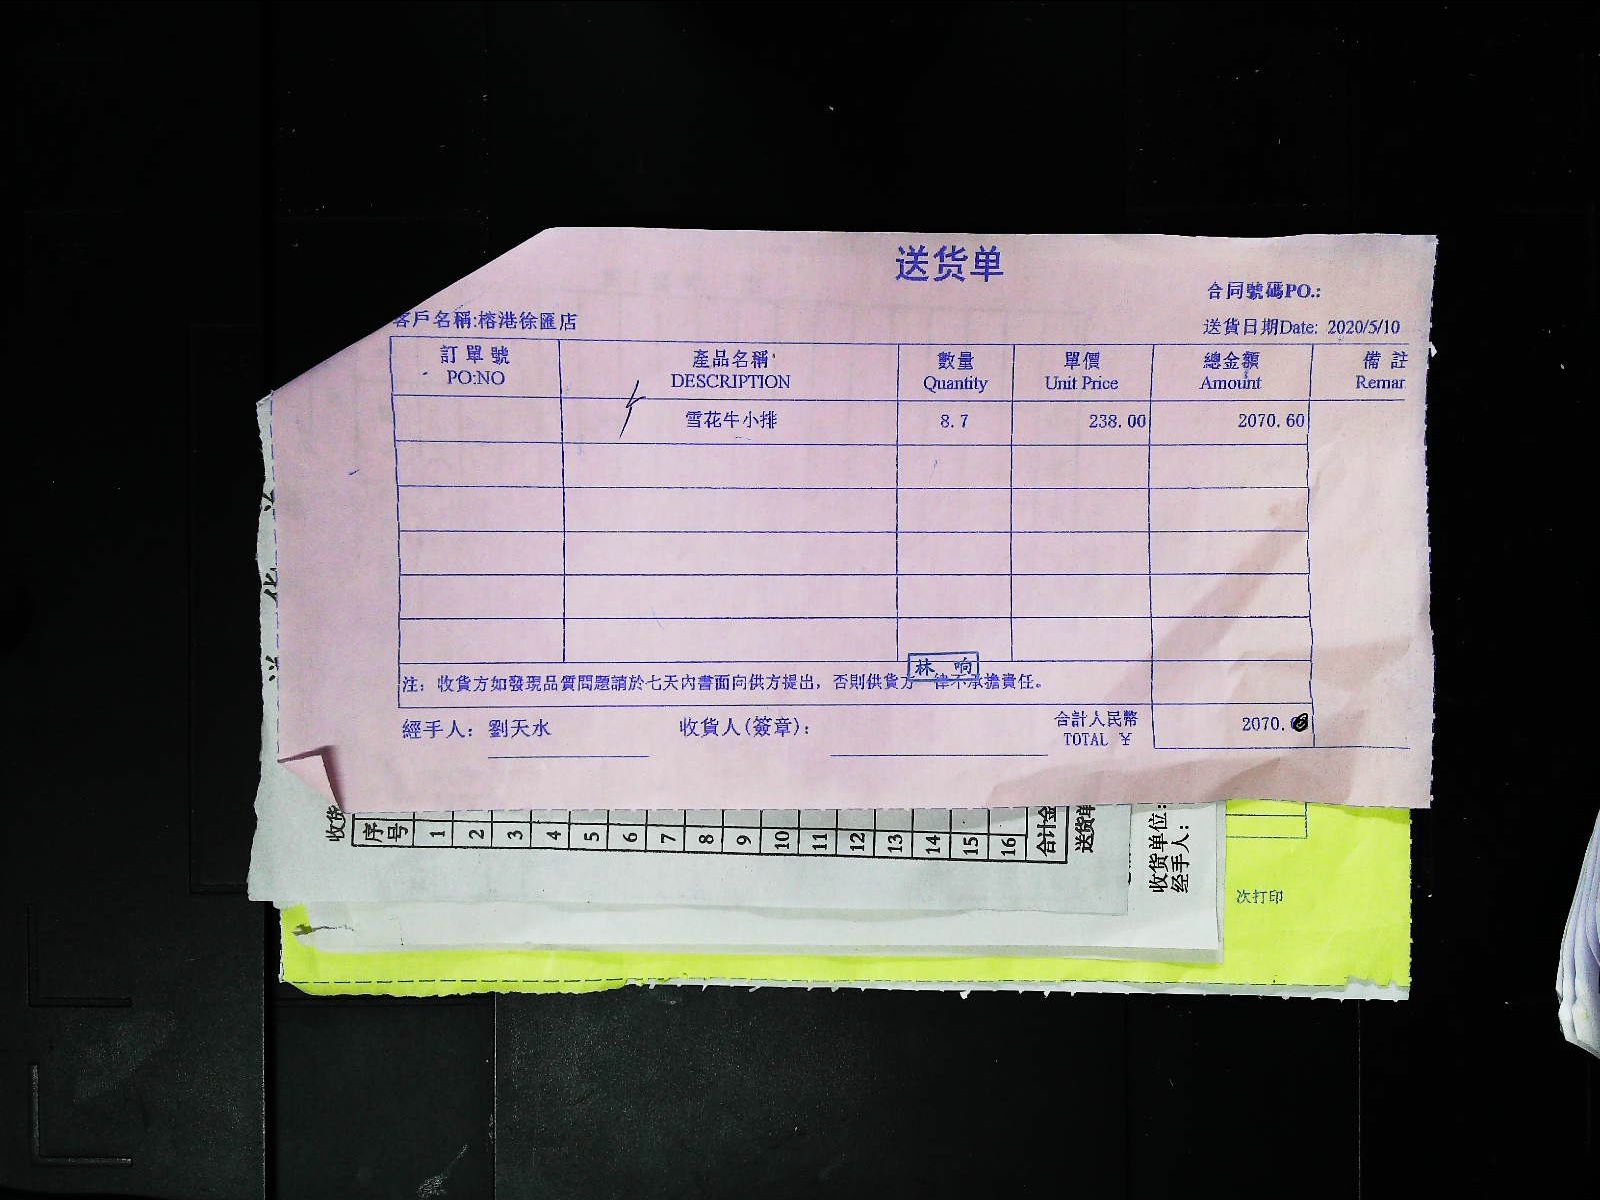 送货单
合同號碼PO.:
客戶名稱:榕港徐匯店
送貨日期Date: 2020/5/10
訂單號 產品名稱 數量 單價 總金額 備註
PO:NO DESCRIPTION Quantity Unit Price Amount Remar
雪花牛小排 8.7 238.00 2070.60
林响
注：收貨方如發現品質問題請於七天內書面向供方提出，否則供貨方一律不承擔責任。
經手人：劉天水 收貨人(簽章)： 合計人民幣 2070.
TOTAL ¥
收货
序号 1 2 3 4 5 6 7 8 9 10 11 12 13 14 15 16 合计金
送货单
收货单位：
经手人：
次打印